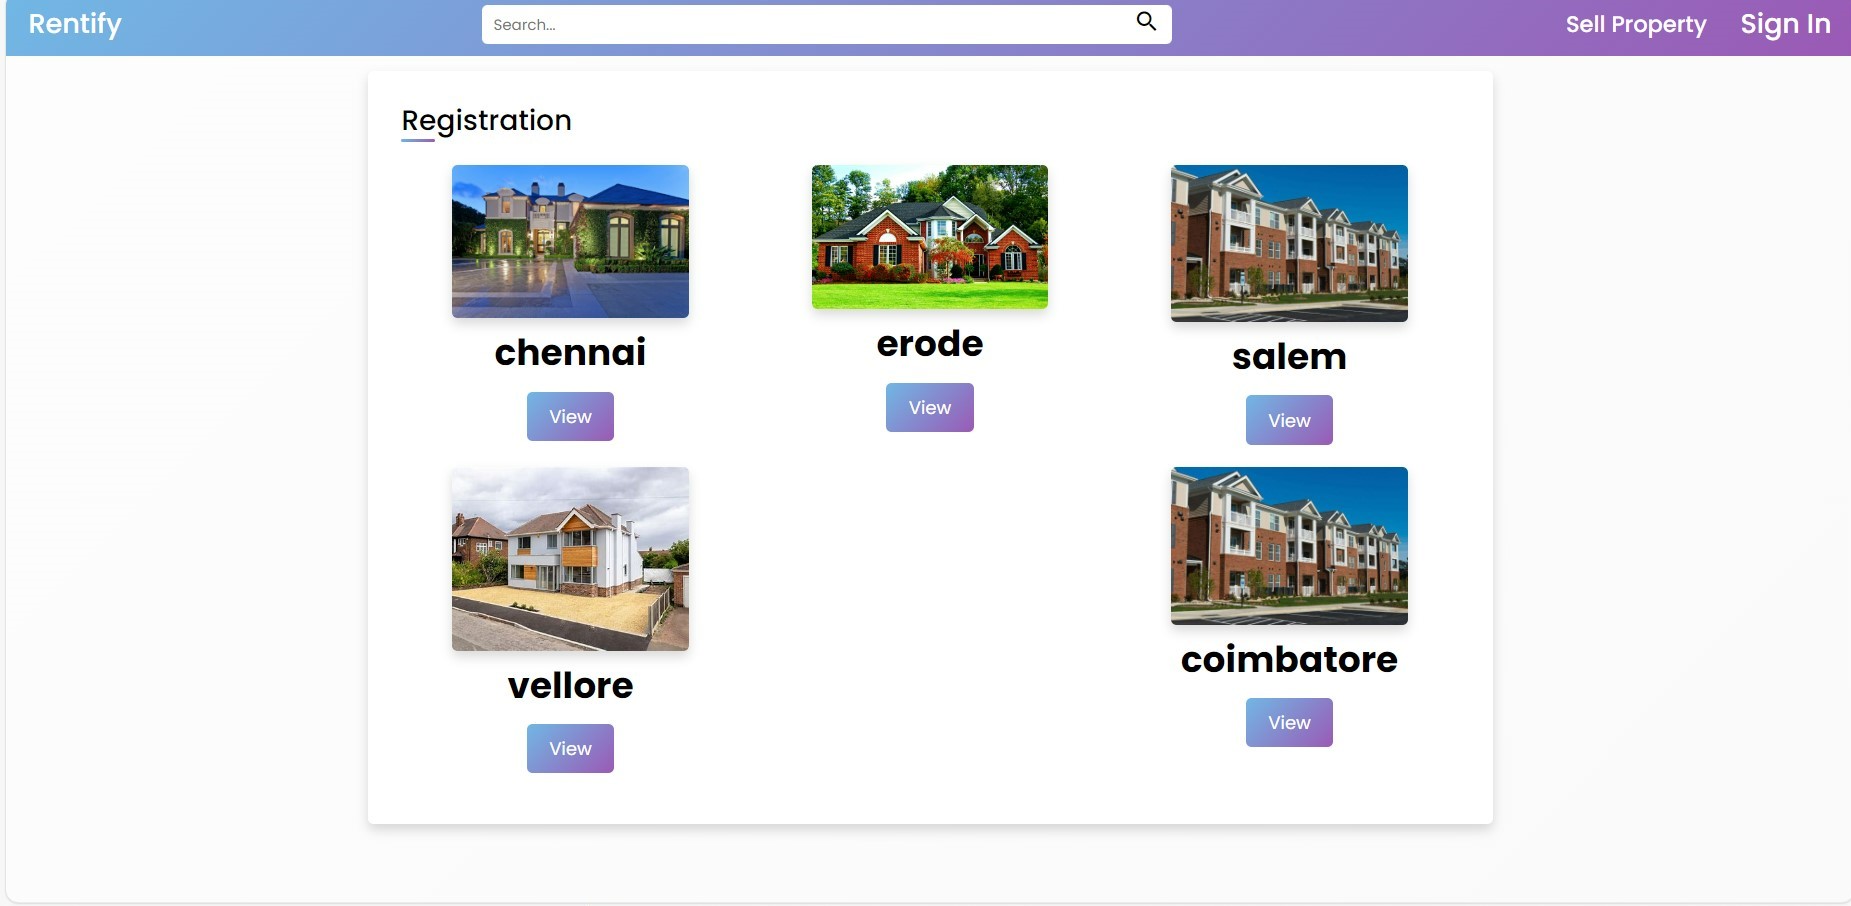 Rentify
Search...
Sell Property
Sign In
Registration
chennai
View
erode
View
salem
View
vellore
View
coimbatore
View